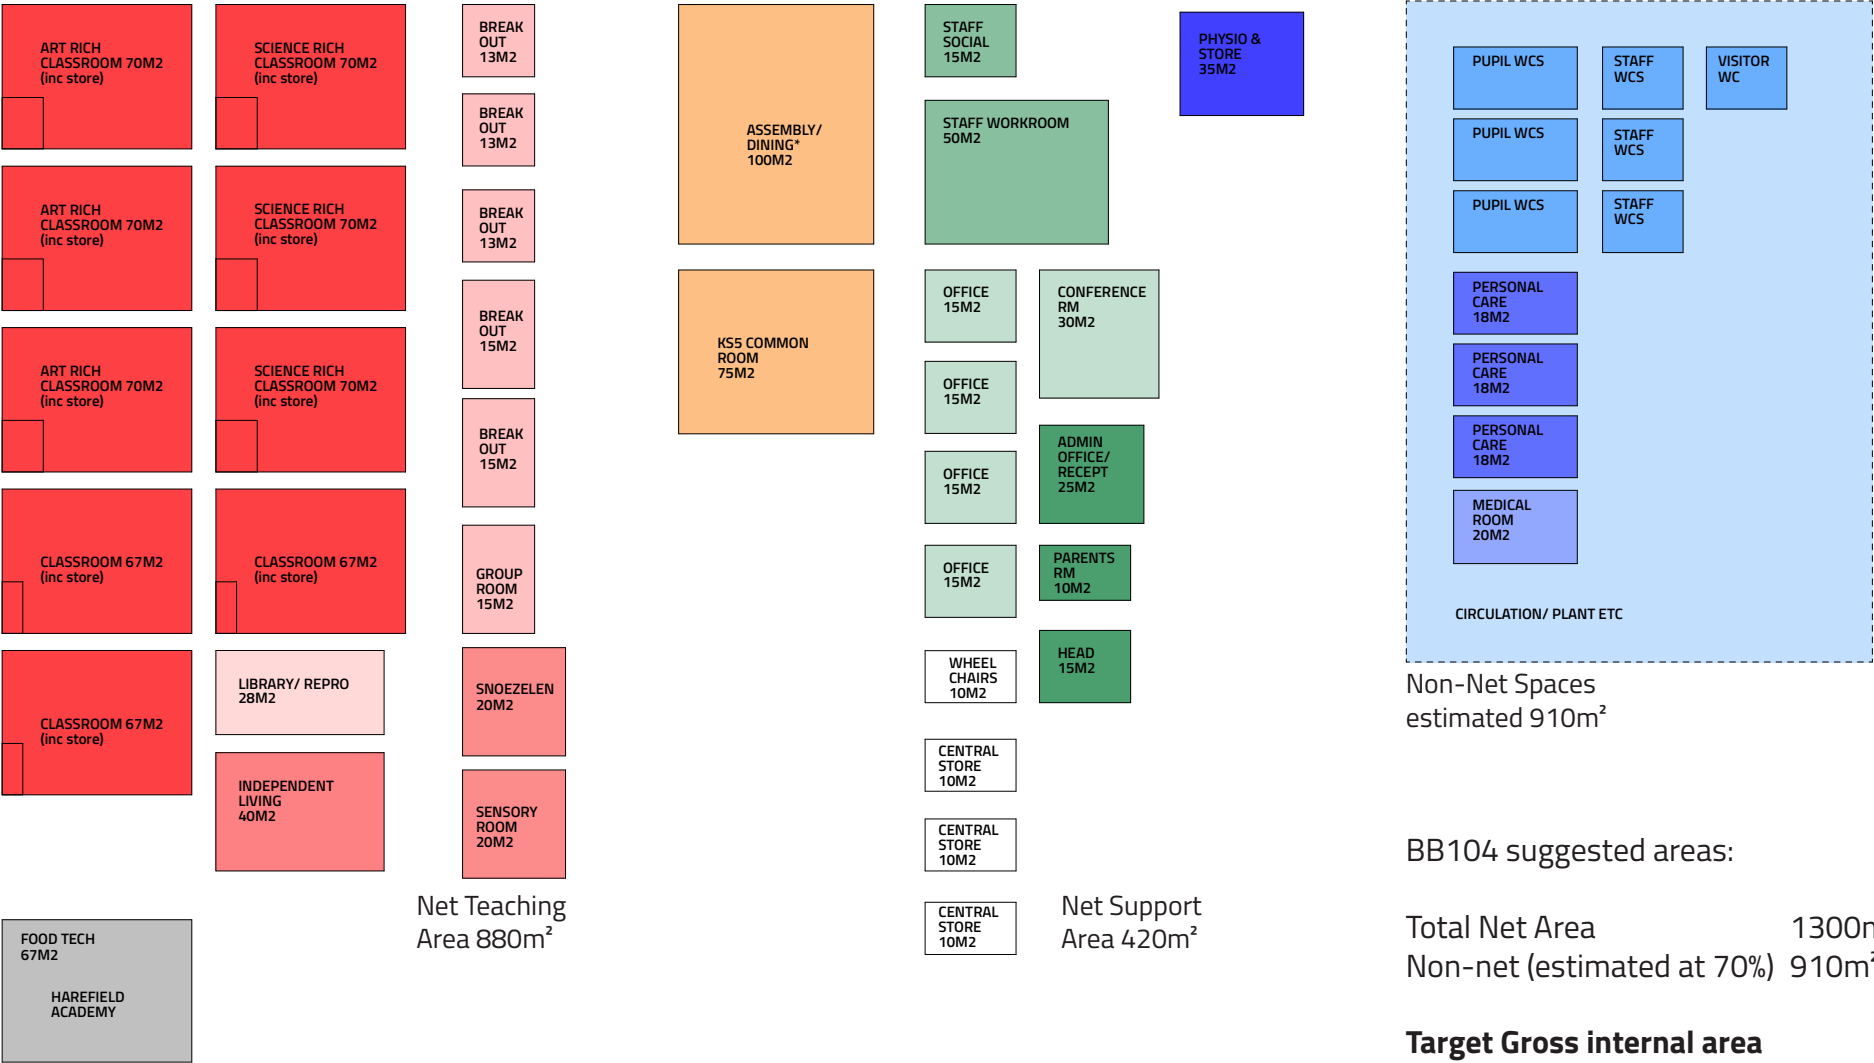 ART RICH
CLASSROOM 70M2
(inc store)
SCIENCE RICH
CLASSROOM 70M2
(inc store)
BREAK
OUT
13M2
BREAK
OUT
13M2
ART RICH
CLASSROOM 70M2
(inc store)
SCIENCE RICH
CLASSROOM 70M2
(inc store)
BREAK
OUT
13M2
BREAK
OUT
15M2
ART RICH
CLASSROOM 70M2
(inc store)
SCIENCE RICH
CLASSROOM 70M2
(inc store)
BREAK
OUT
15M2
CLASSROOM 67M2
(inc store)
CLASSROOM 67M2
(inc store)
GROUP
ROOM
15M2
CLASSROOM 67M2
(inc store)
LIBRARY/ REPRO
28M2
SNOEZELEN
20M2
INDEPENDENT
LIVING
40M2
SENSORY
ROOM
20M2
Net Teaching
Area 880m²
FOOD TECH
67M2
HAREFIELD
ACADEMY
ASSEMBLY/
DINING*
100M2
KS5 COMMON
ROOM
75M2
STAFF
SOCIAL
15M2
STAFF WORKROOM
50M2
OFFICE
15M2
CONFERENCE
RM
30M2
OFFICE
15M2
OFFICE
15M2
ADMIN
OFFICE/
RECEPT
25M2
OFFICE
15M2
PARENTS
RM
10M2
WHEEL
CHAIRS
10M2
HEAD
15M2
CENTRAL
STORE
10M2
CENTRAL
STORE
10M2
CENTRAL
STORE
10M2
Net Support
Area 420m²
PHYSIO &
STORE
35M2
PUPIL WCS
STAFF
WCS
VISITOR
WC
PUPIL WCS
STAFF
WCS
PUPIL WCS
STAFF
WCS
PERSONAL
CARE
18M2
PERSONAL
CARE
18M2
PERSONAL
CARE
18M2
MEDICAL
ROOM
20M2
CIRCULATION/ PLANT ETC
Non-Net Spaces
estimated 910m²
BB104 suggested areas:
Total Net Area 1300m
Non-net (estimated at 70%) 910m²
Target Gross internal area